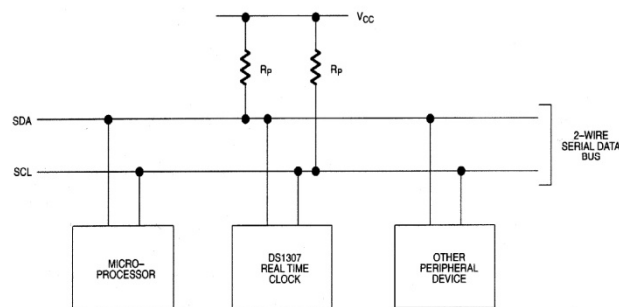 VCC
RP
RP
SDA
SCL
2-WIRE
SERIAL DATA
BUS
MICRO-
PROCESSOR
DS1307
REAL TIME
CLOCK
OTHER
PERIPHERAL
DEVICE